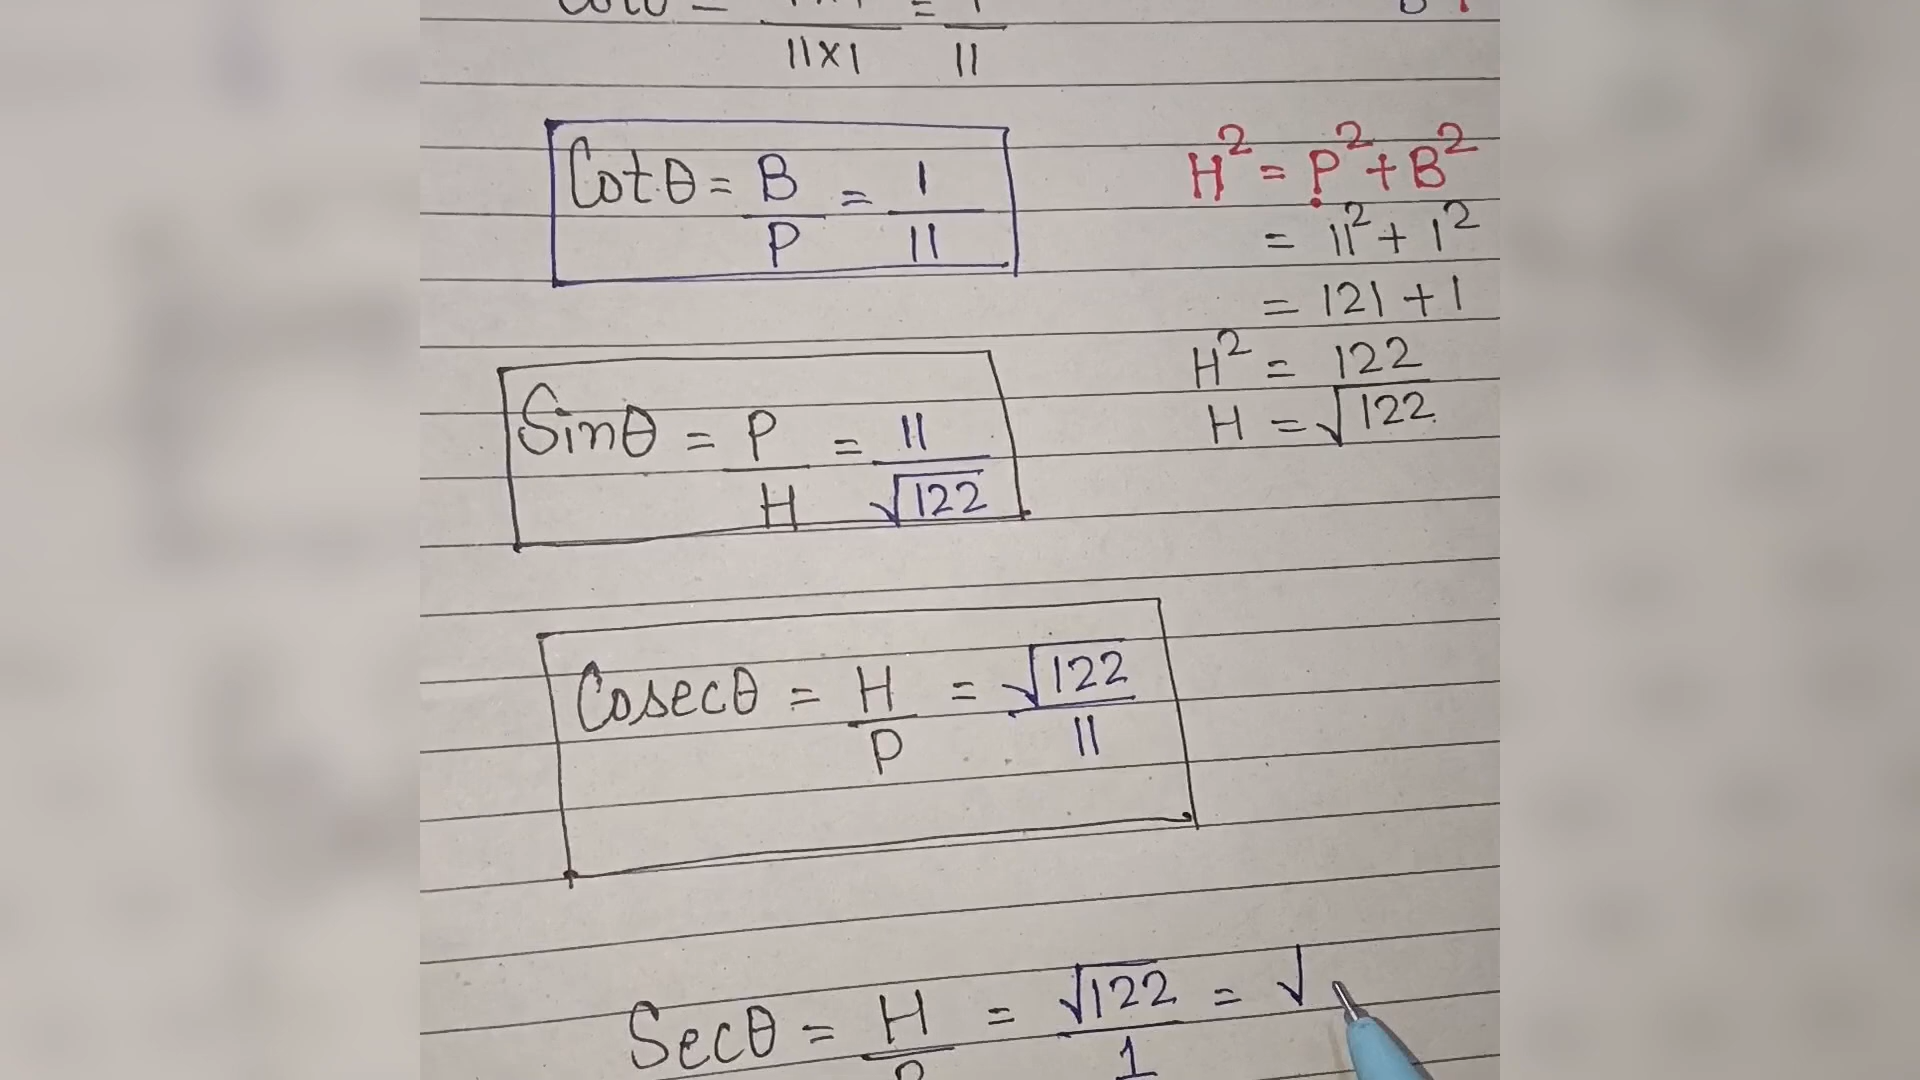 11×1 11
Cotθ = B/P = 1/11
H² = P² + B²
= 11² + 1²
= 121 + 1
H² = 122
H = √122
Sinθ = P/H = 11/√122
Cosecθ = H/P = √122/11
Secθ = H = √122/1 = √